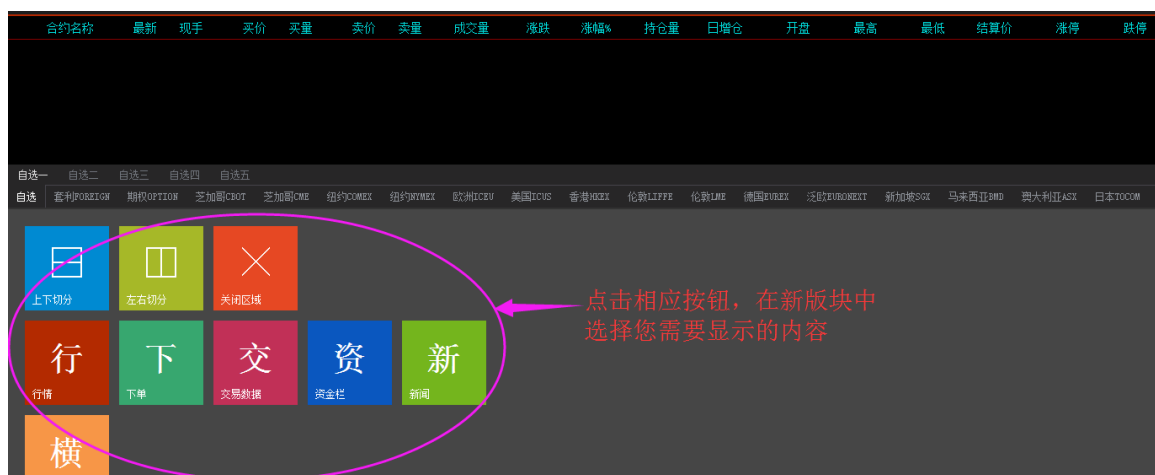 合约名称 最新 现手 买价 买量 卖价 卖量 成交量 涨跌 涨幅% 持仓量 日增仓 开盘 最高 最低 结算价 涨停 跌停
自选一 自选二 自选三 自选四 自选五
自选 套利FOREIGN 期权OPTION 芝加哥CBOT 芝加哥CME 纽约COMEX 纽约NYMEX 欧洲ICEU 美国ICUS 香港HKEX 伦敦LIFFE 伦敦LME 德国EUREX 泛欧EURONEXT 新加坡SGX 马来西亚BMD 澳大利亚ASX 日本TOCOM
上下切分 左右切分 关闭区域
点击相应按钮，在新版块中
选择您需要显示的内容
行 下 交 资 新
行情 下单 交易数据 资金栏 新闻
横